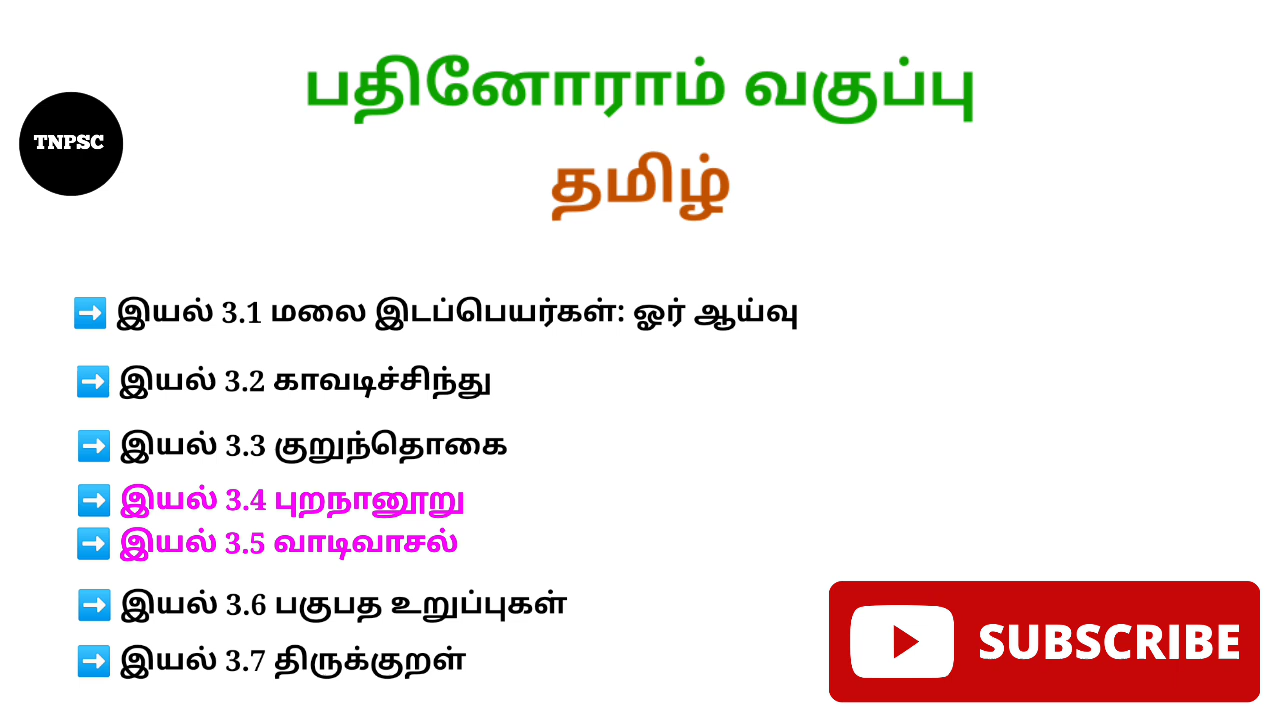 பதினோராம் வகுப்பு
TNPSC
தமிழ்
➡️ இயல் 3.1 மலை இடப்பெயர்கள்: ஓர் ஆய்வு
➡️ இயல் 3.2 காவடிச்சிந்து
➡️ இயல் 3.3 குறுந்தொகை
➡️ இயல் 3.4 புறநானூறு
➡️ இயல் 3.5 வாடிவாசல்
➡️ இயல் 3.6 பகுபத உறுப்புகள்
➡️ இயல் 3.7 திருக்குறள்
SUBSCRIBE